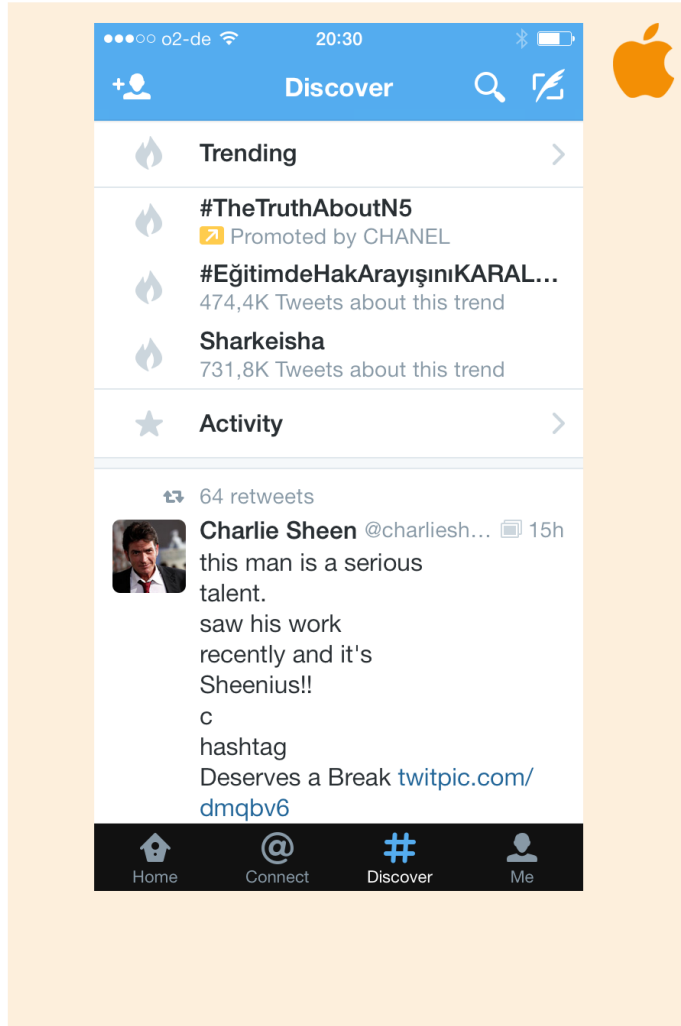 o2-de 20:30
Discover
Trending
#TheTruthAboutN5
Promoted by CHANEL
#EğitimdeHakArayışınıKARAL...
474,4K Tweets about this trend
Sharkeisha
731,8K Tweets about this trend
Activity
64 retweets
Charlie Sheen @charliesh... 15h
this man is a serious
talent.
saw his work
recently and it's
Sheenius!!
c
hashtag
Deserves a Break twitpic.com/
dmqbv6
Home Connect Discover Me